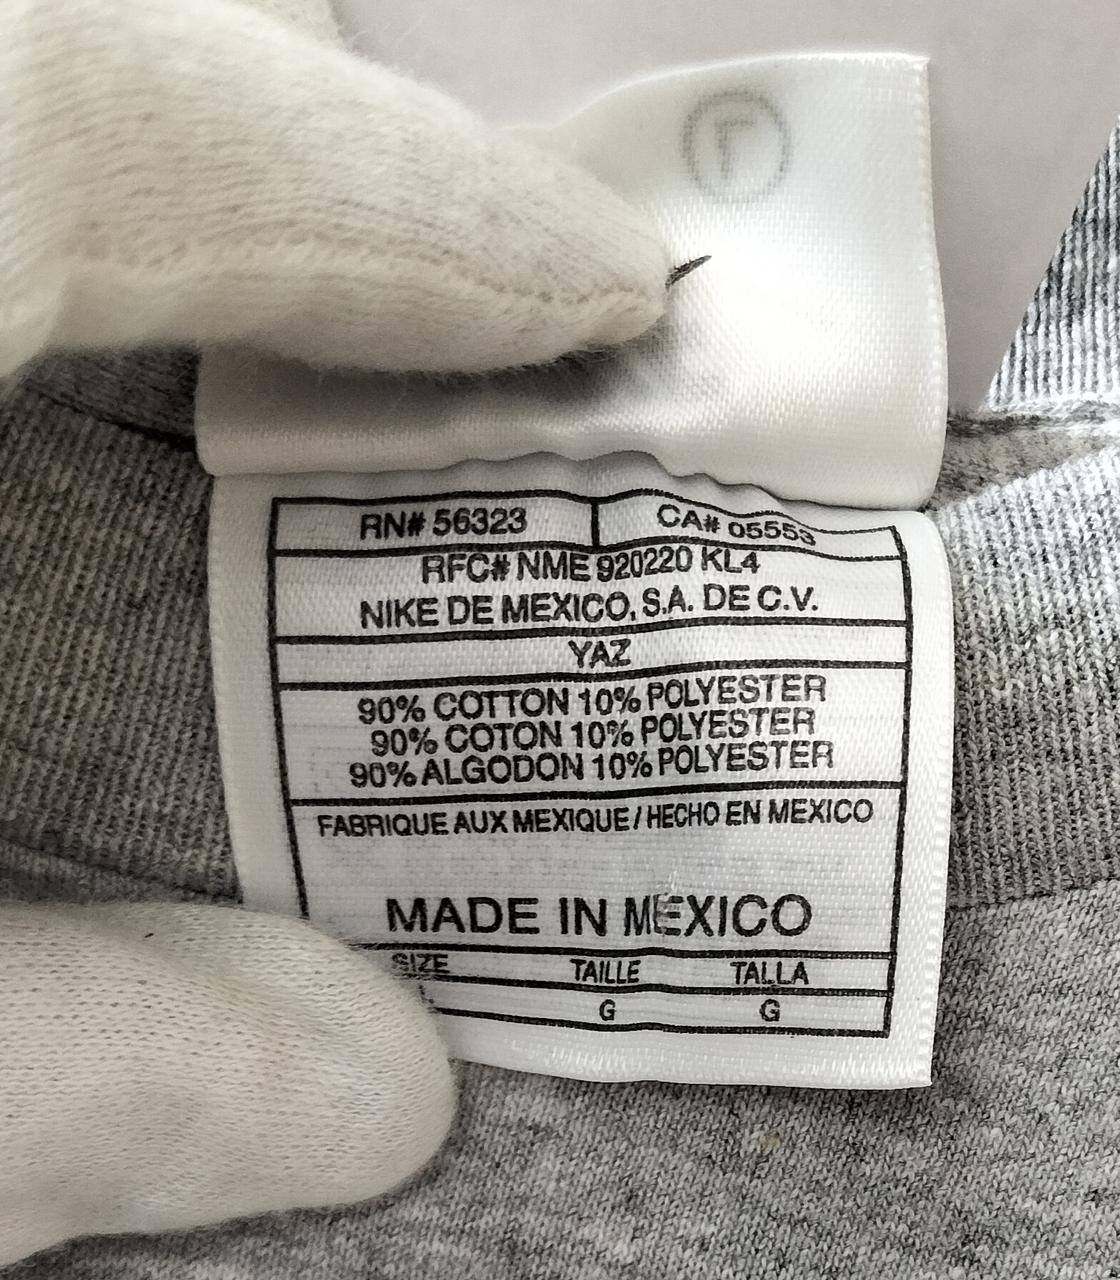 RN# 56323 CA# 05553
RFC# NME 920220 KL4
NIKE DE MEXICO, S.A. DE C.V.
YAZ
90% COTTON 10% POLYESTER
90% COTON 10% POLYESTER
90% ALGODON 10% POLYESTER
FABRIQUE AUX MEXIQUE / HECHO EN MEXICO
MADE IN MEXICO
SIZE TAILLE TALLA
G G